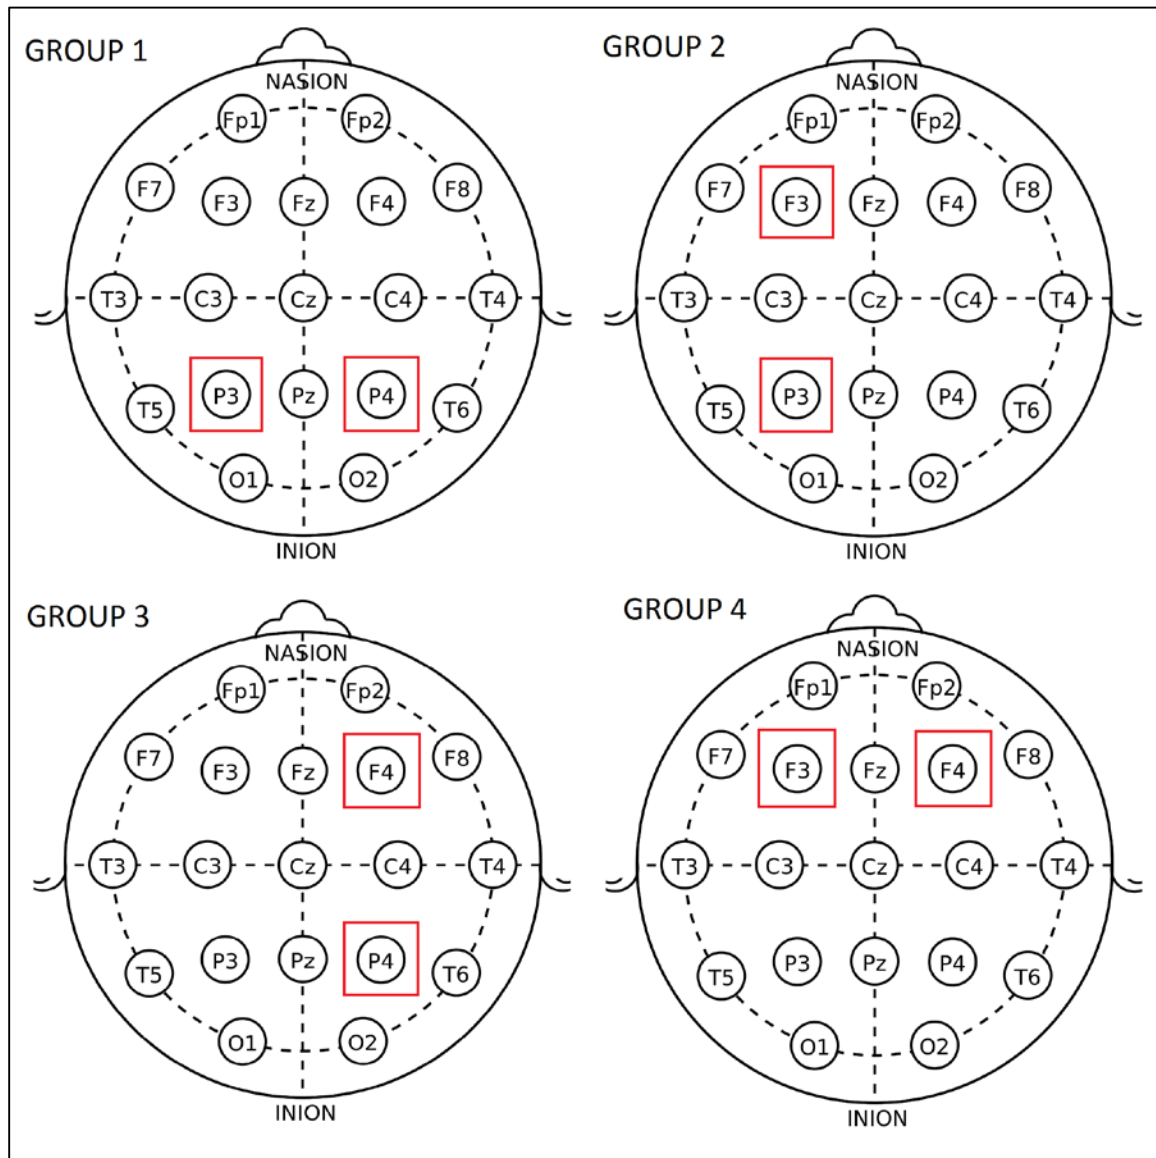 GROUP 1
NASION
Fp1 Fp2
F7 F3 Fz F4 F8
T3 C3 Cz C4 T4
T5 P3 Pz P4 T6
O1 O2
INION
GROUP 2
NASION
Fp1 Fp2
F7 F3 Fz F4 F8
T3 C3 Cz C4 T4
T5 P3 Pz P4 T6
O1 O2
INION
GROUP 3
NASION
Fp1 Fp2
F7 F3 Fz F4 F8
T3 C3 Cz C4 T4
T5 P3 Pz P4 T6
O1 O2
INION
GROUP 4
NASION
Fp1 Fp2
F7 F3 Fz F4 F8
T3 C3 Cz C4 T4
T5 P3 Pz P4 T6
O1 O2
INION